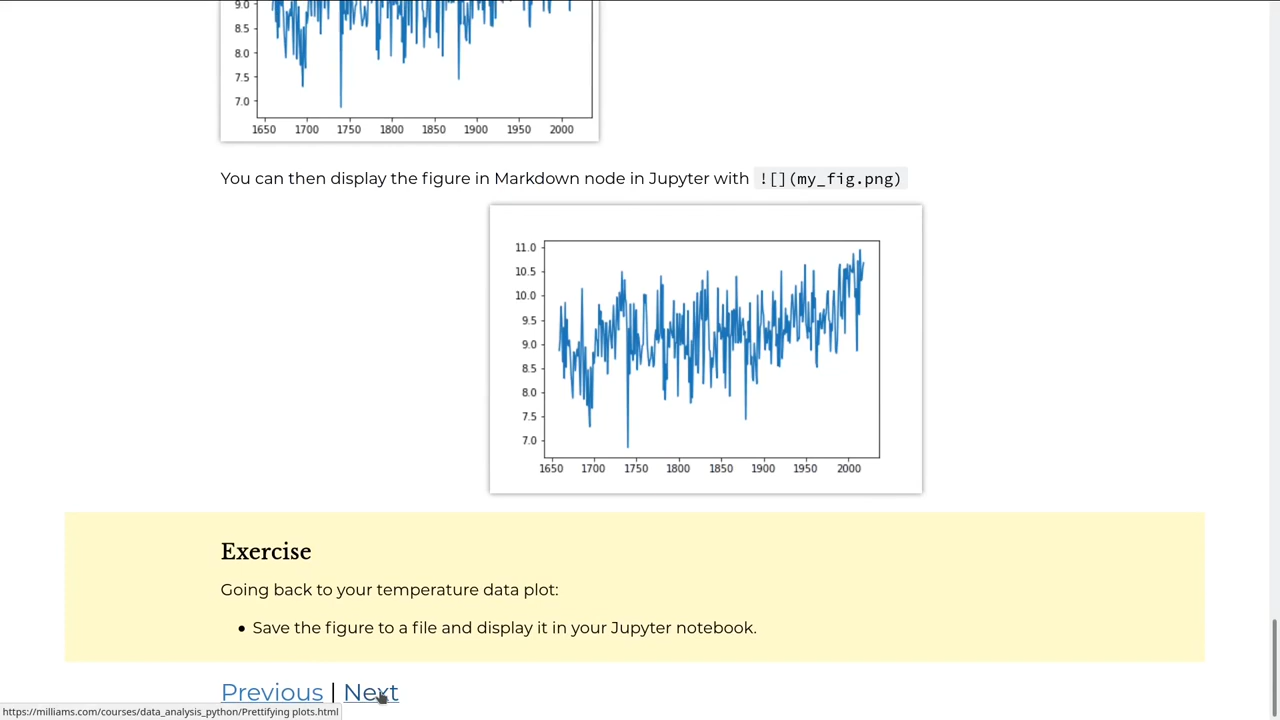 9.0
8.5
8.0
7.5
7.0
1650 1700 1750 1800 1850 1900 1950 2000
You can then display the figure in Markdown node in Jupyter with ![](my_fig.png)
11.0
10.5
10.0
9.5
9.0
8.5
8.0
7.5
7.0
1650 1700 1750 1800 1850 1900 1950 2000
Exercise
Going back to your temperature data plot:
• Save the figure to a file and display it in your Jupyter notebook.
Previous | Next
https://milliams.com/courses/data_analysis_python/Prettifying plots.html